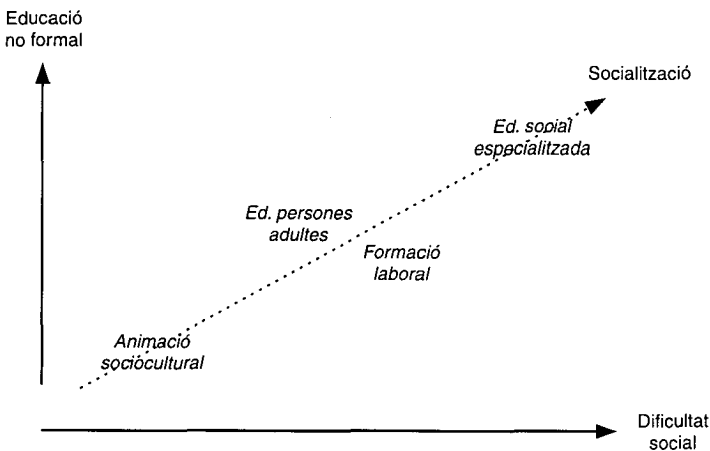 Educació
no formal
Socialització
Ed. social
especialitzada
Ed. persones
adultes
Formació
laboral
Animació
sociocultural
Dificultat
social